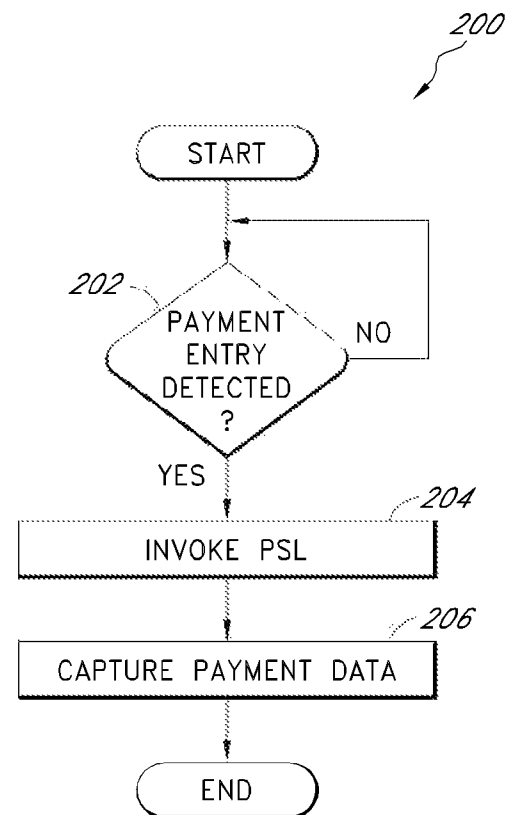 200
START
202
PAYMENT
ENTRY
DETECTED
?
NO
YES
204
INVOKE PSL
206
CAPTURE PAYMENT DATA
END